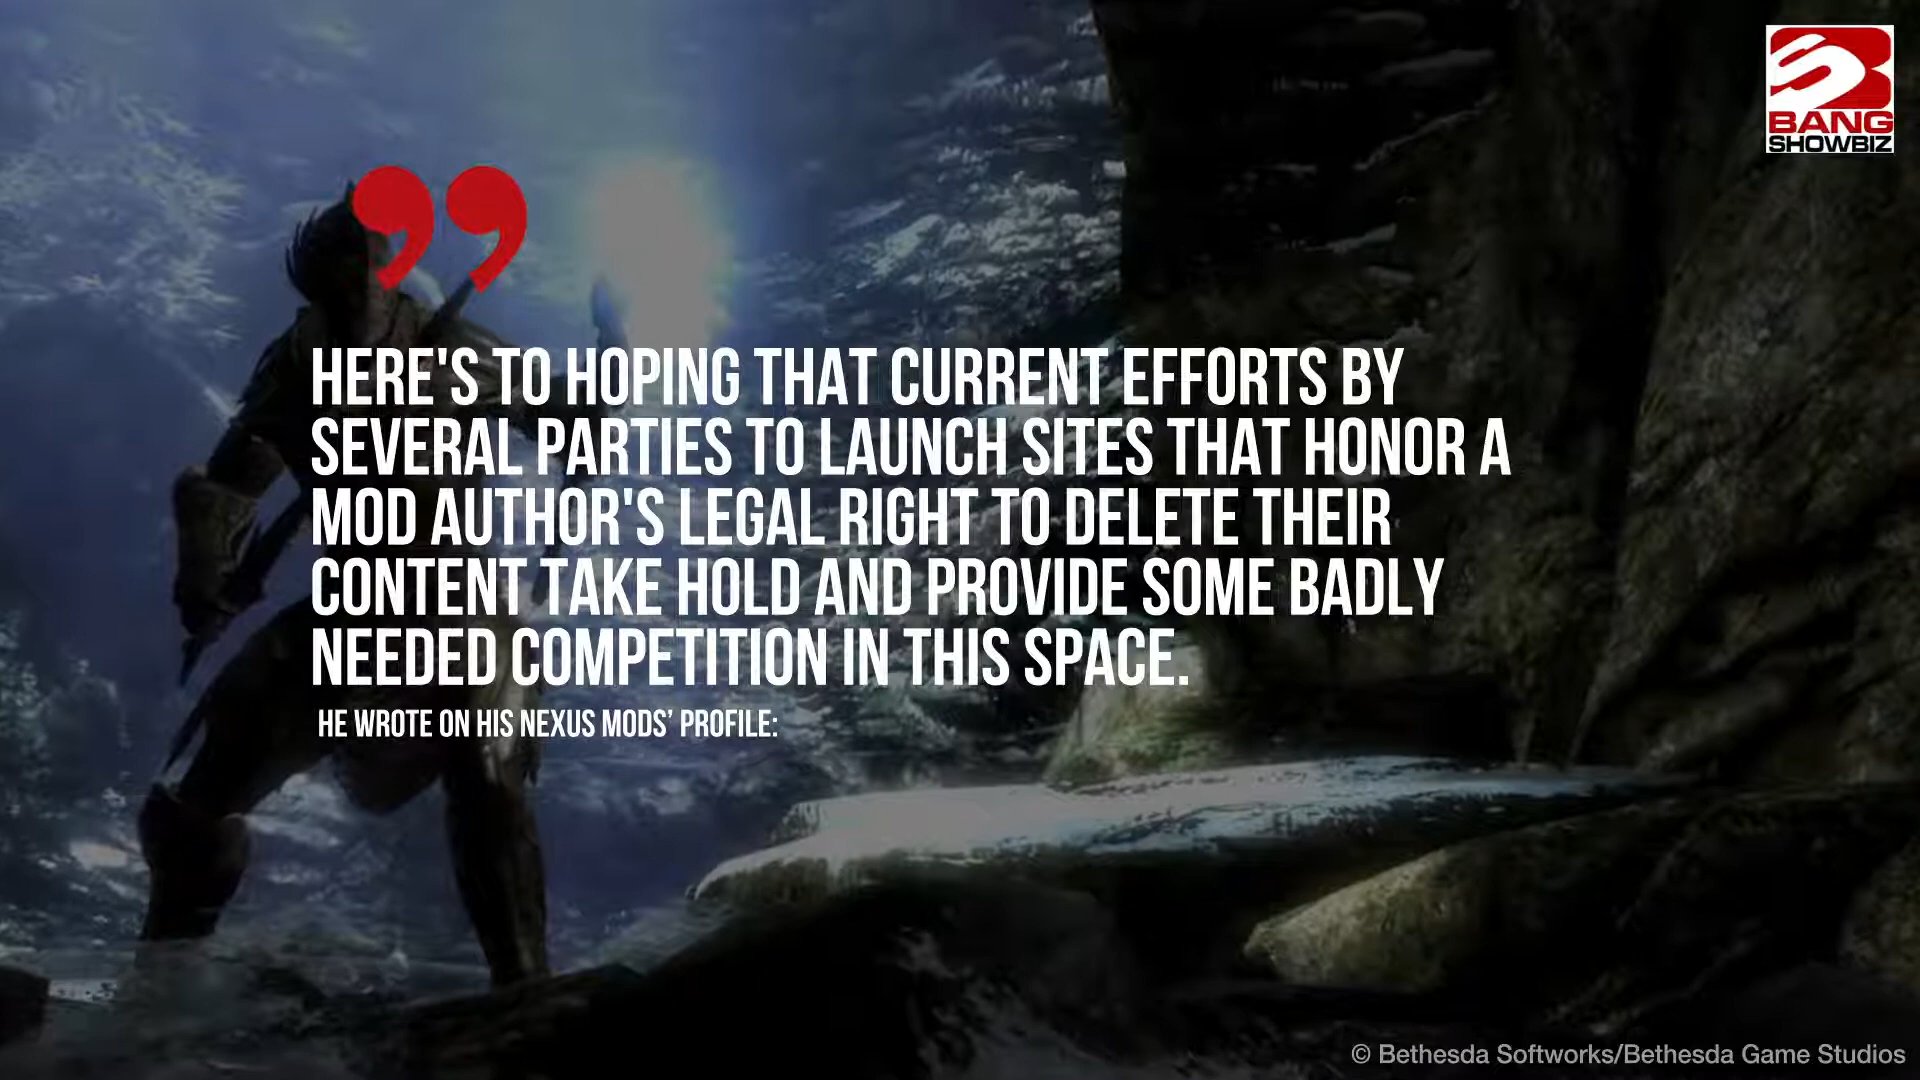 BANG
SHOWBIZ
”
HERE'S TO HOPING THAT CURRENT EFFORTS BY
SEVERAL PARTIES TO LAUNCH SITES THAT HONOR A
MOD AUTHOR'S LEGAL RIGHT TO DELETE THEIR
CONTENT TAKE HOLD AND PROVIDE SOME BADLY
NEEDED COMPETITION IN THIS SPACE.
HE WROTE ON HIS NEXUS MODS’ PROFILE:
© Bethesda Softworks/Bethesda Game Studios